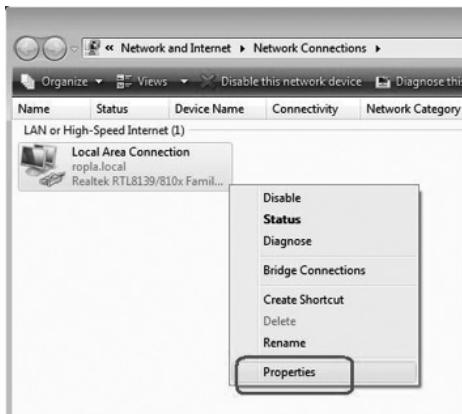 « Network and Internet ▸ Network Connections ▸
Organize ▾ Views ▾ Disable this network device Diagnose this
Name Status Device Name Connectivity Network Category
LAN or High-Speed Internet (1)
Local Area Connection
ropla.local
Realtek RTL8139/810x Famil...
Disable
Status
Diagnose
Bridge Connections
Create Shortcut
Delete
Rename
Properties